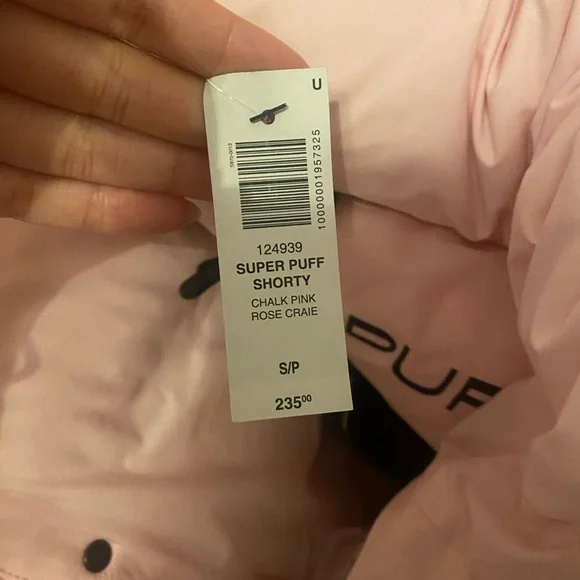 U
10000001957325
124939
SUPER PUFF
SHORTY
CHALK PINK
ROSE CRAIE
S/P
235⁰⁰
PUF